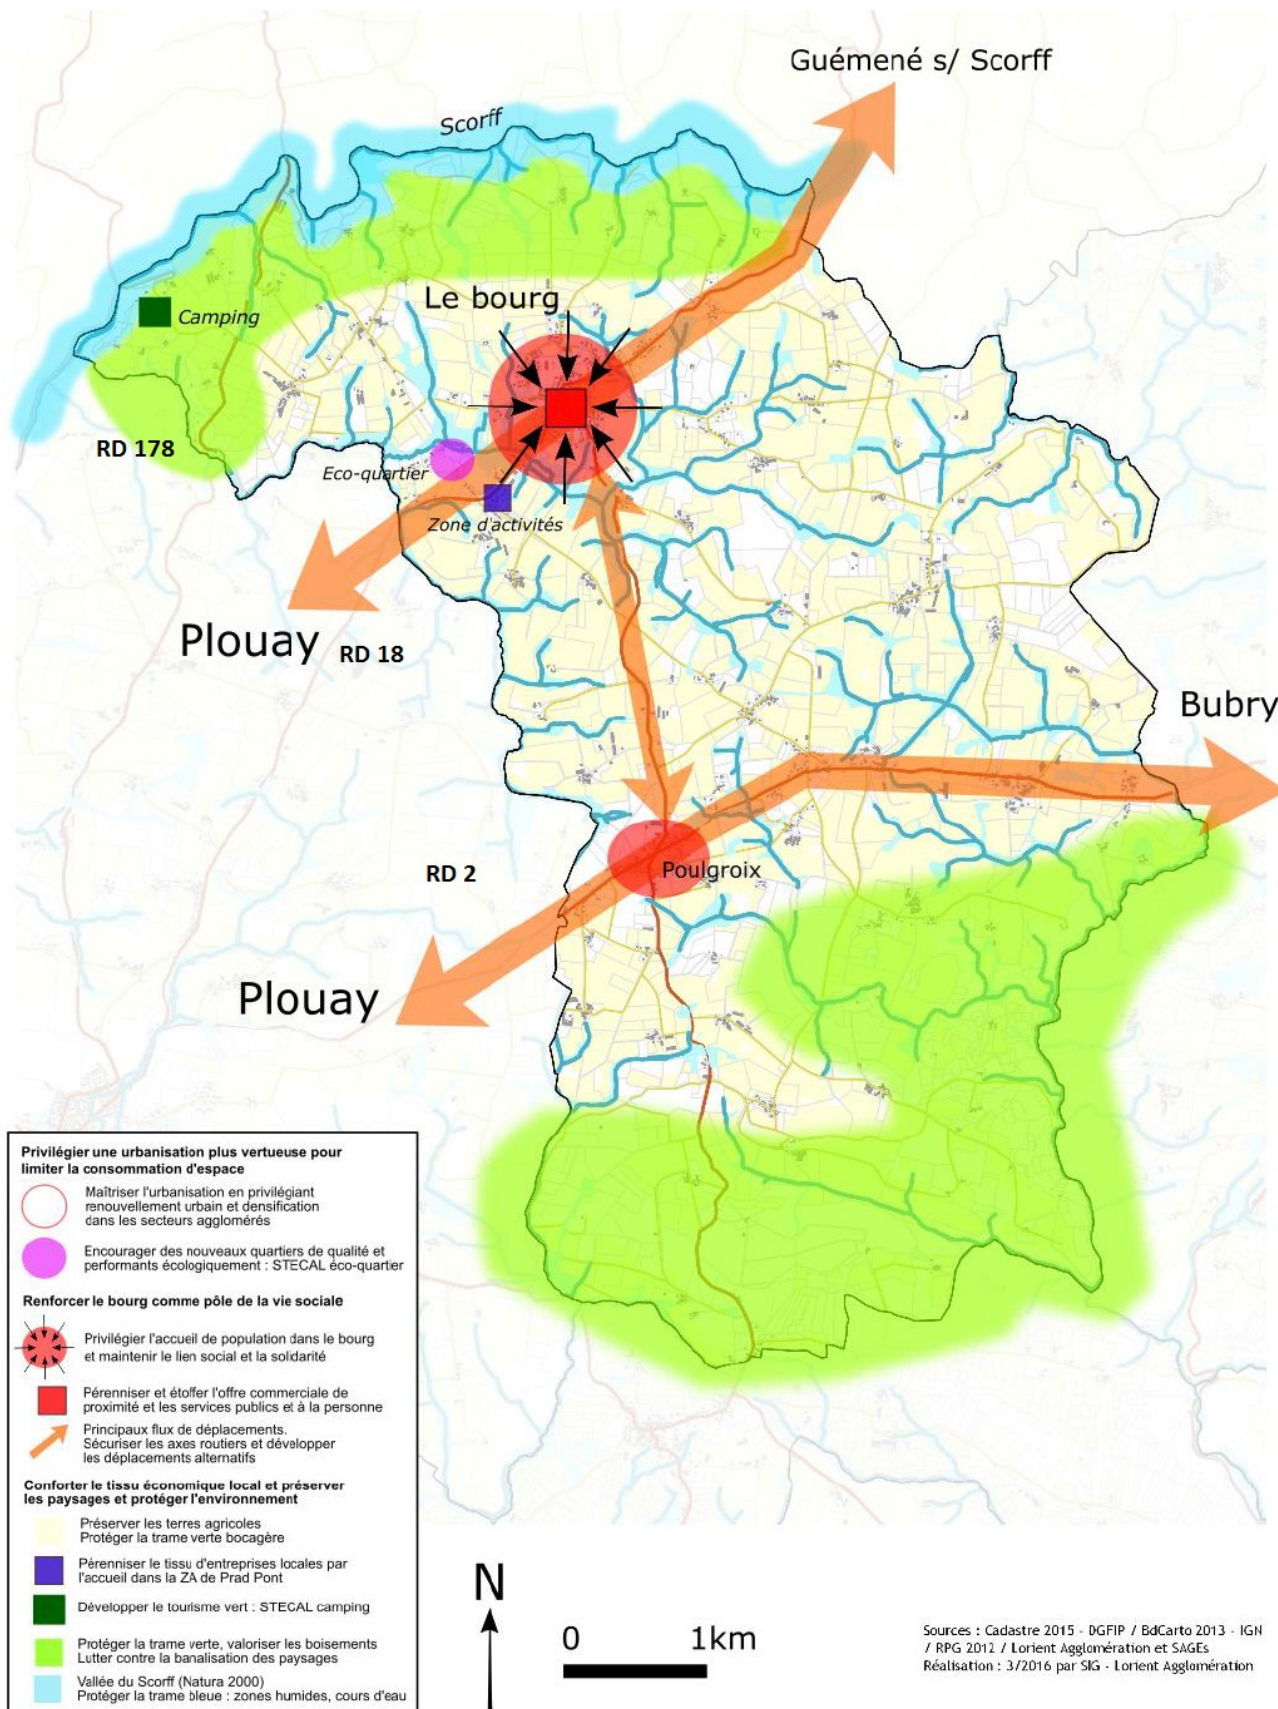 Guémené s/ Scorff
Scorff
Le bourg
Camping
RD 178
Eco-quartier
Zone d'activités
Plouay
RD 18
Bubry
RD 2
Poulgroix
Plouay
Privilégier une urbanisation plus vertueuse pour
limiter la consommation d'espace
Maîtriser l'urbanisation en privilégiant
renouvellement urbain et densification
dans les secteurs agglomérés
Encourager des nouveaux quartiers de qualité et
performants écologiquement : STECAL éco-quartier
Renforcer le bourg comme pôle de la vie sociale
Privilégier l'accueil de population dans le bourg
et maintenir le lien social et la solidarité
Pérenniser et étoffer l'offre commerciale de
proximité et les services publics et à la personne
Principaux flux de déplacements.
Sécuriser les axes routiers et développer
les déplacements alternatifs
Conforter le tissu économique local et préserver
les paysages et protéger l'environnement
Préserver les terres agricoles
Protéger la trame verte bocagère
Pérenniser le tissu d'entreprises locales par
l'accueil dans la ZA de Prad Pont
Développer le tourisme vert : STECAL camping
Protéger la trame verte, valoriser les boisements
Lutter contre la banalisation des paysages
Vallée du Scorff (Natura 2000)
Protéger la trame bleue : zones humides, cours d'eau
N
0 1km
Sources : Cadastre 2015 - DGFIP / BdCarto 2013 - IGN
/ RPG 2012 / Lorient Agglomération et SAGEs
Réalisation : 3/2016 par SIG - Lorient Agglomération